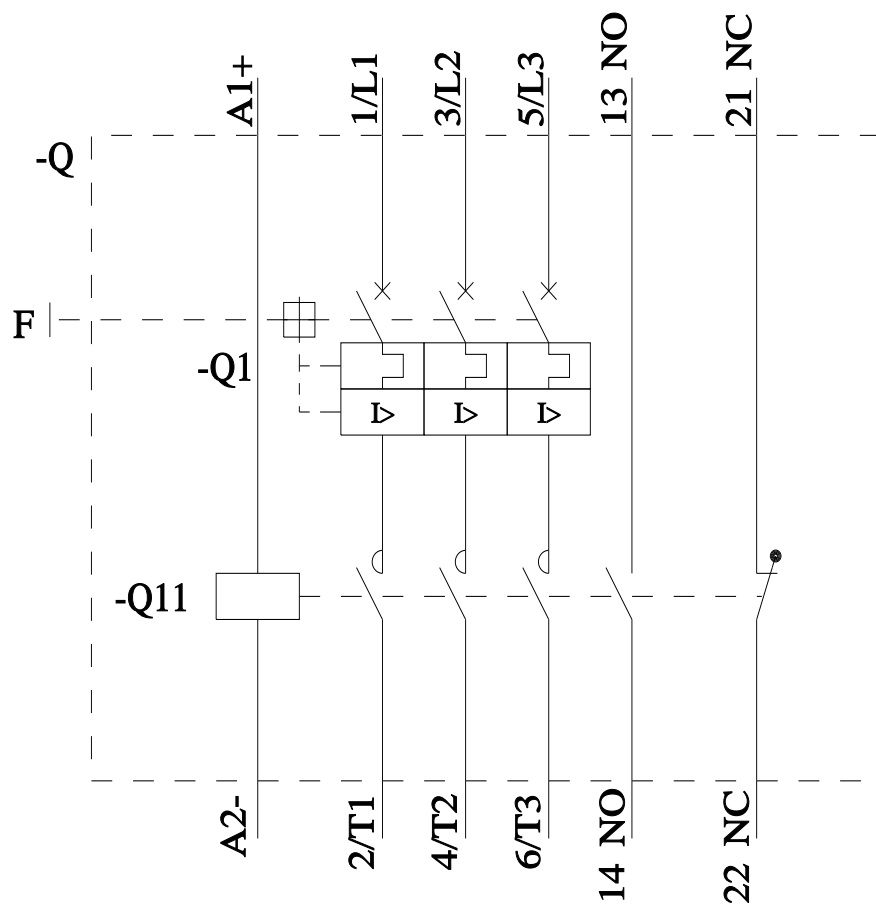 A1+
1/L1
3/L2
5/L3
13 NO
21 NC
-Q
F
-Q1
I>
I>
I>
-Q11
A2-
2/T1
4/T2
6/T3
14 NO
22 NC